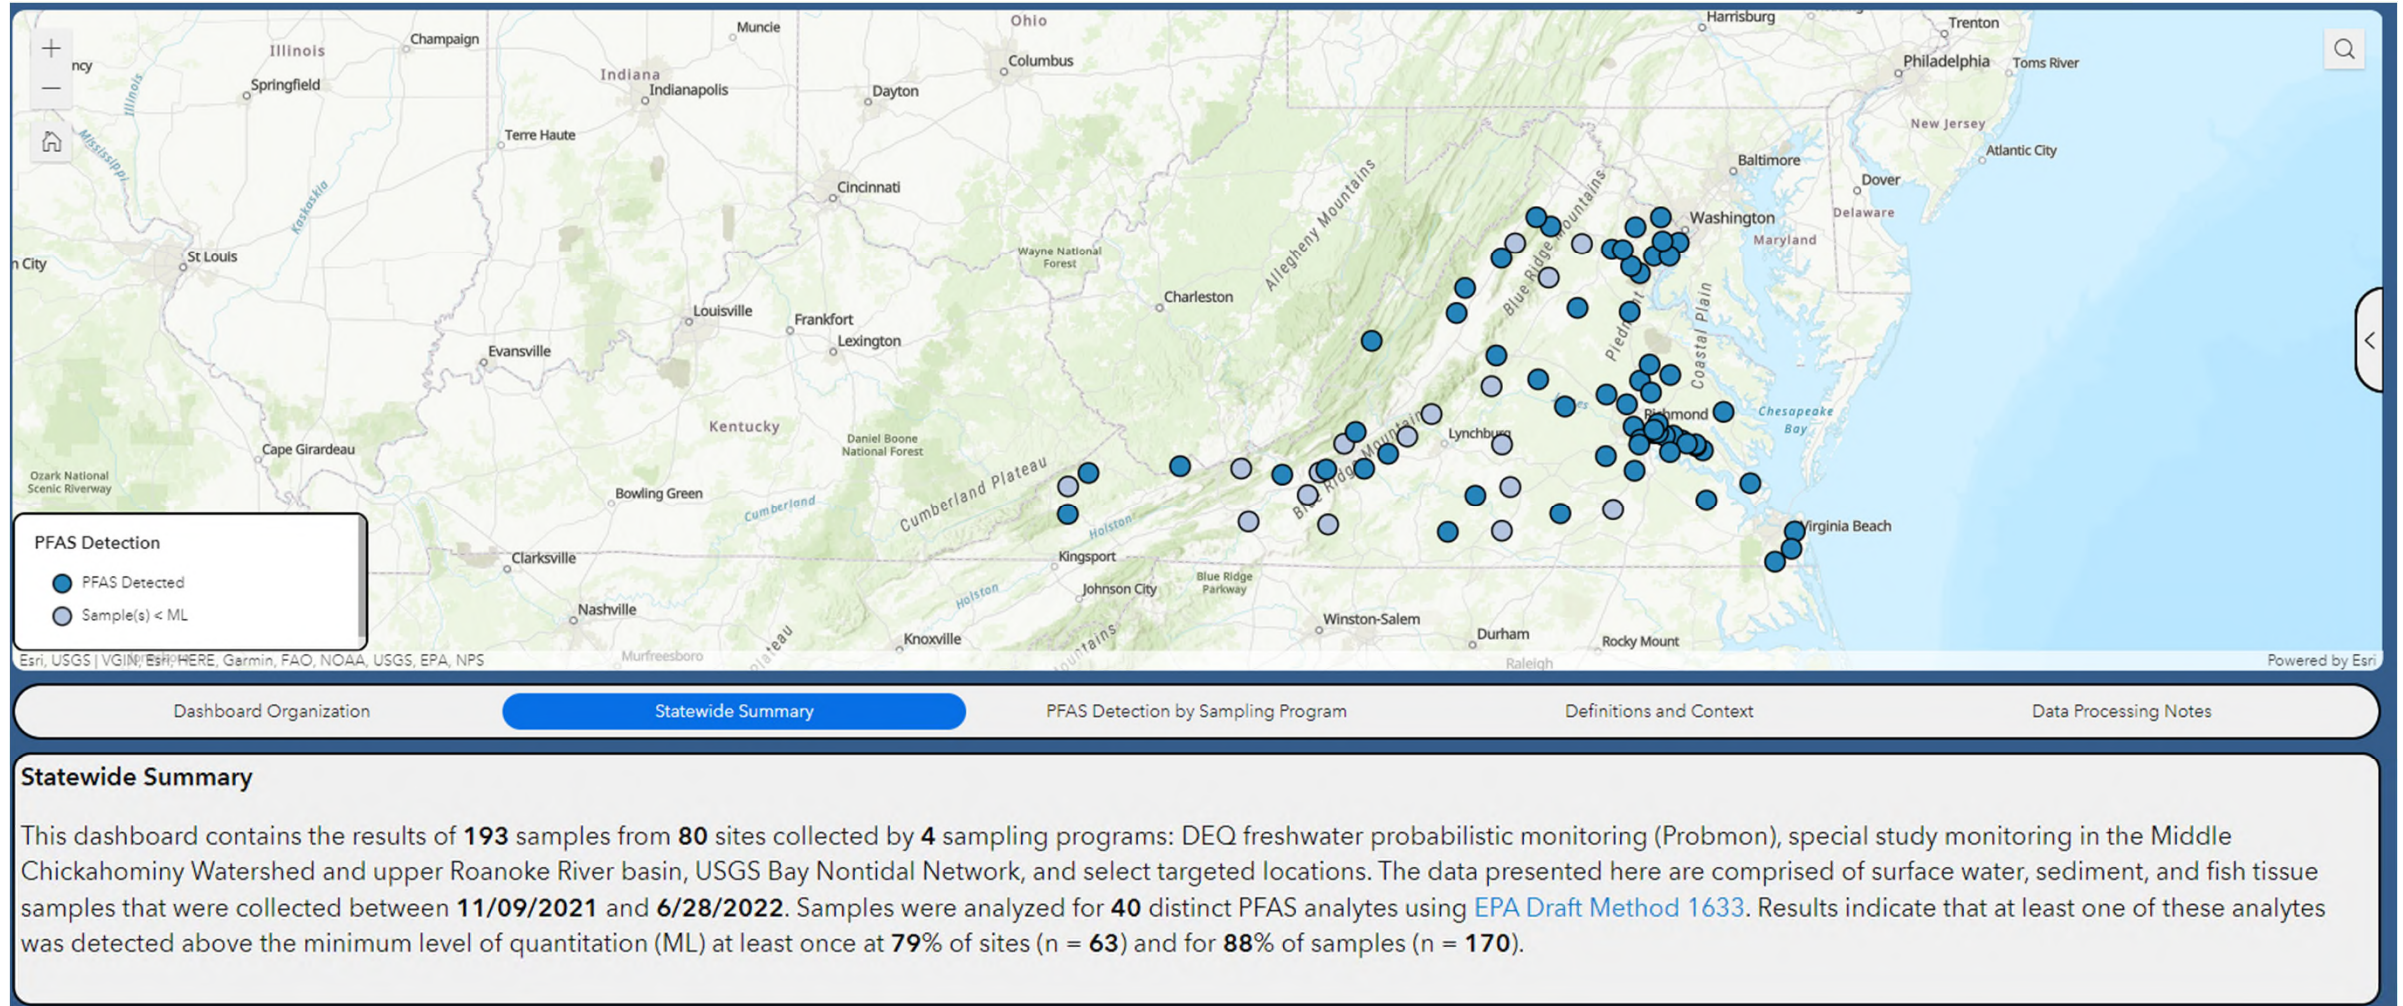 Harrisburg
Trenton
Muncie
Ohio
Champaign
Illinois
Columbus
Philadelphia
Toms River
ncy
Indiana
Springfield
Indianapolis
Dayton
Illinois
New Jersey
Terre Haute
Mississippi
Atlantic City
Baltimore
Dover
Cincinnati
Kaskaskia
Allegheny Mountains
Blue Ridge Mountains
Delaware
Washington
Maryland
St Louis
n City
Wayne National
Forest
Charleston
Louisville
Frankfort
Lexington
Evansville
Coastal Plain
Chesapeake
Bay
Kentucky
Daniel Boone
National Forest
Lynchburg
Cape Girardeau
Ozark National
Scenic Riverway
Bowling Green
Cumberland
Cumberland Plateau
Holston
Virginia Beach
PFAS Detection
PFAS Detected
Sample(s) < ML
Clarksville
Kingsport
Johnson City
Blue Ridge
Parkway
Holston
Nashville
Winston-Salem
Knoxville
Durham
Rocky Mount
Murfreesboro
Raleigh
Esri, USGS | VGIN, Esri, HERE, Garmin, FAO, NOAA, USGS, EPA, NPS
Powered by Esri
Dashboard Organization
Statewide Summary
PFAS Detection by Sampling Program
Definitions and Context
Data Processing Notes
Statewide Summary
This dashboard contains the results of 193 samples from 80 sites collected by 4 sampling programs: DEQ freshwater probabilistic monitoring (Probmon), special study monitoring in the Middle
Chickahominy Watershed and upper Roanoke River basin, USGS Bay Nontidal Network, and select targeted locations. The data presented here are comprised of surface water, sediment, and fish tissue
samples that were collected between 11/09/2021 and 6/28/2022. Samples were analyzed for 40 distinct PFAS analytes using EPA Draft Method 1633. Results indicate that at least one of these analytes
was detected above the minimum level of quantitation (ML) at least once at 79% of sites (n = 63) and for 88% of samples (n = 170).